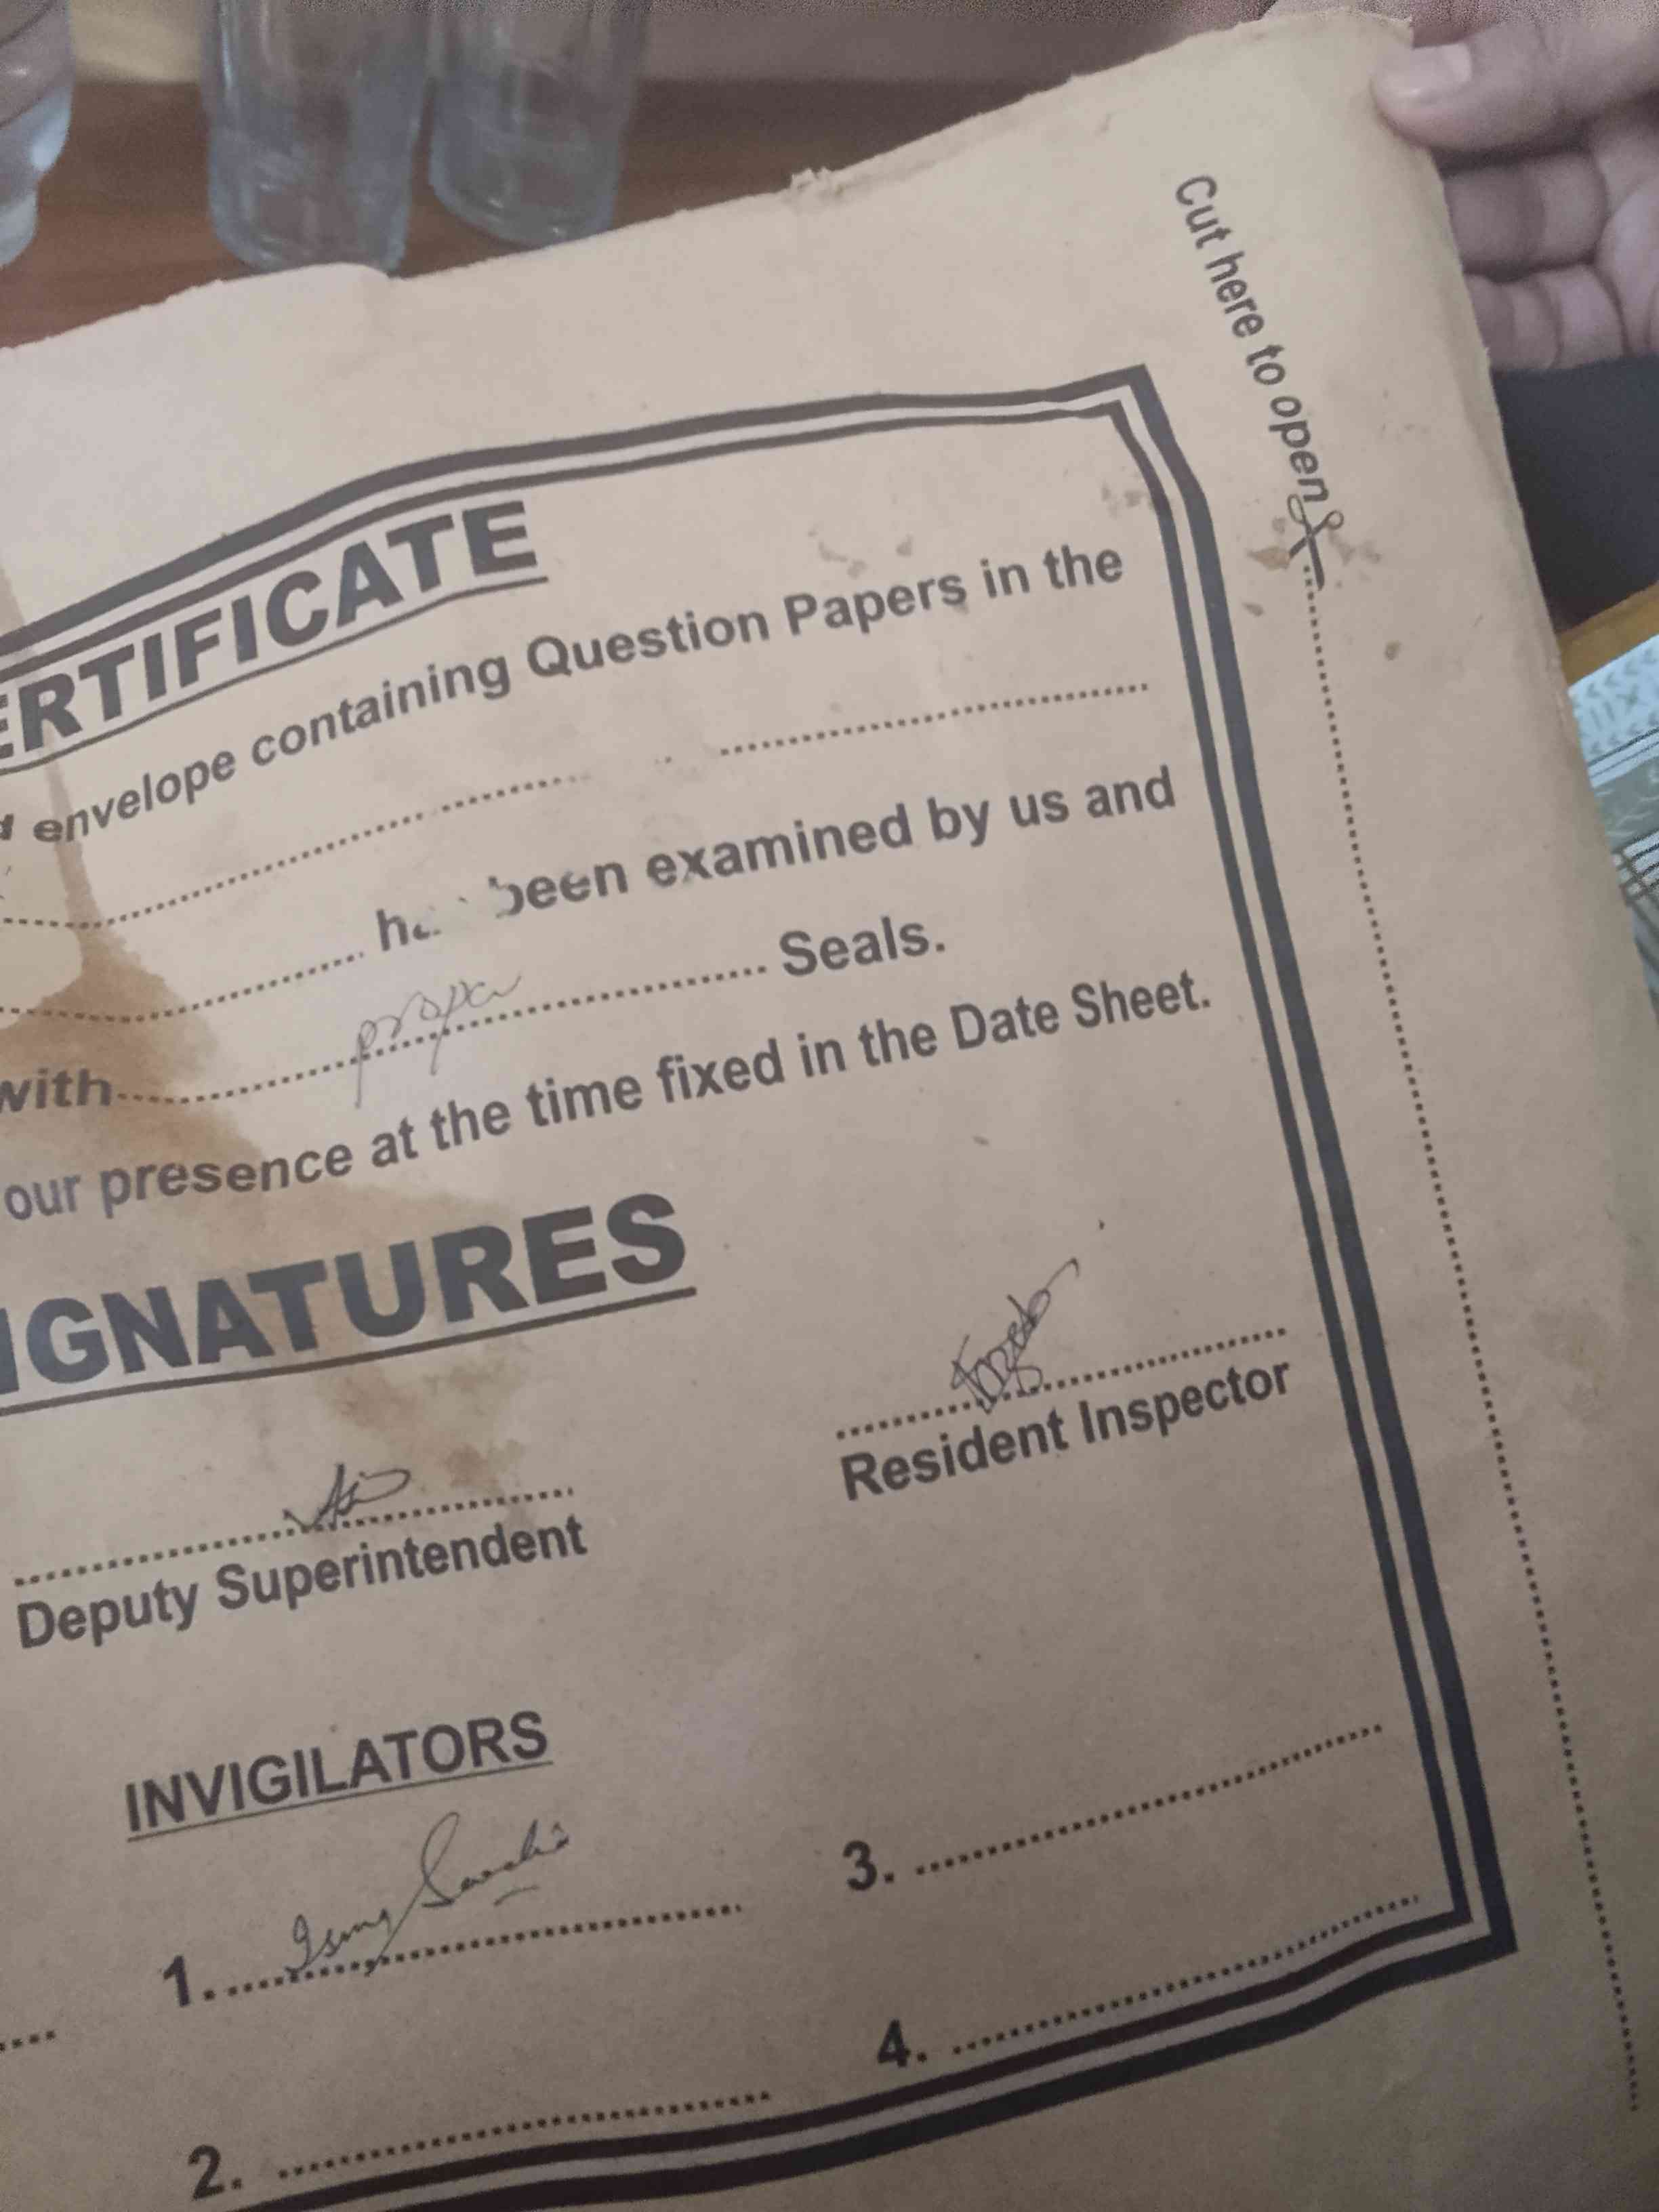 Cut here to open
ERTIFICATE
envelope containing Question Papers in the
been examined by us and
with proper Seals.
our presence at the time fixed in the Date Sheet.
IGNATURES
Deputy Superintendent
Resident Inspector
INVIGILATORS
1.
3.
2.
4.